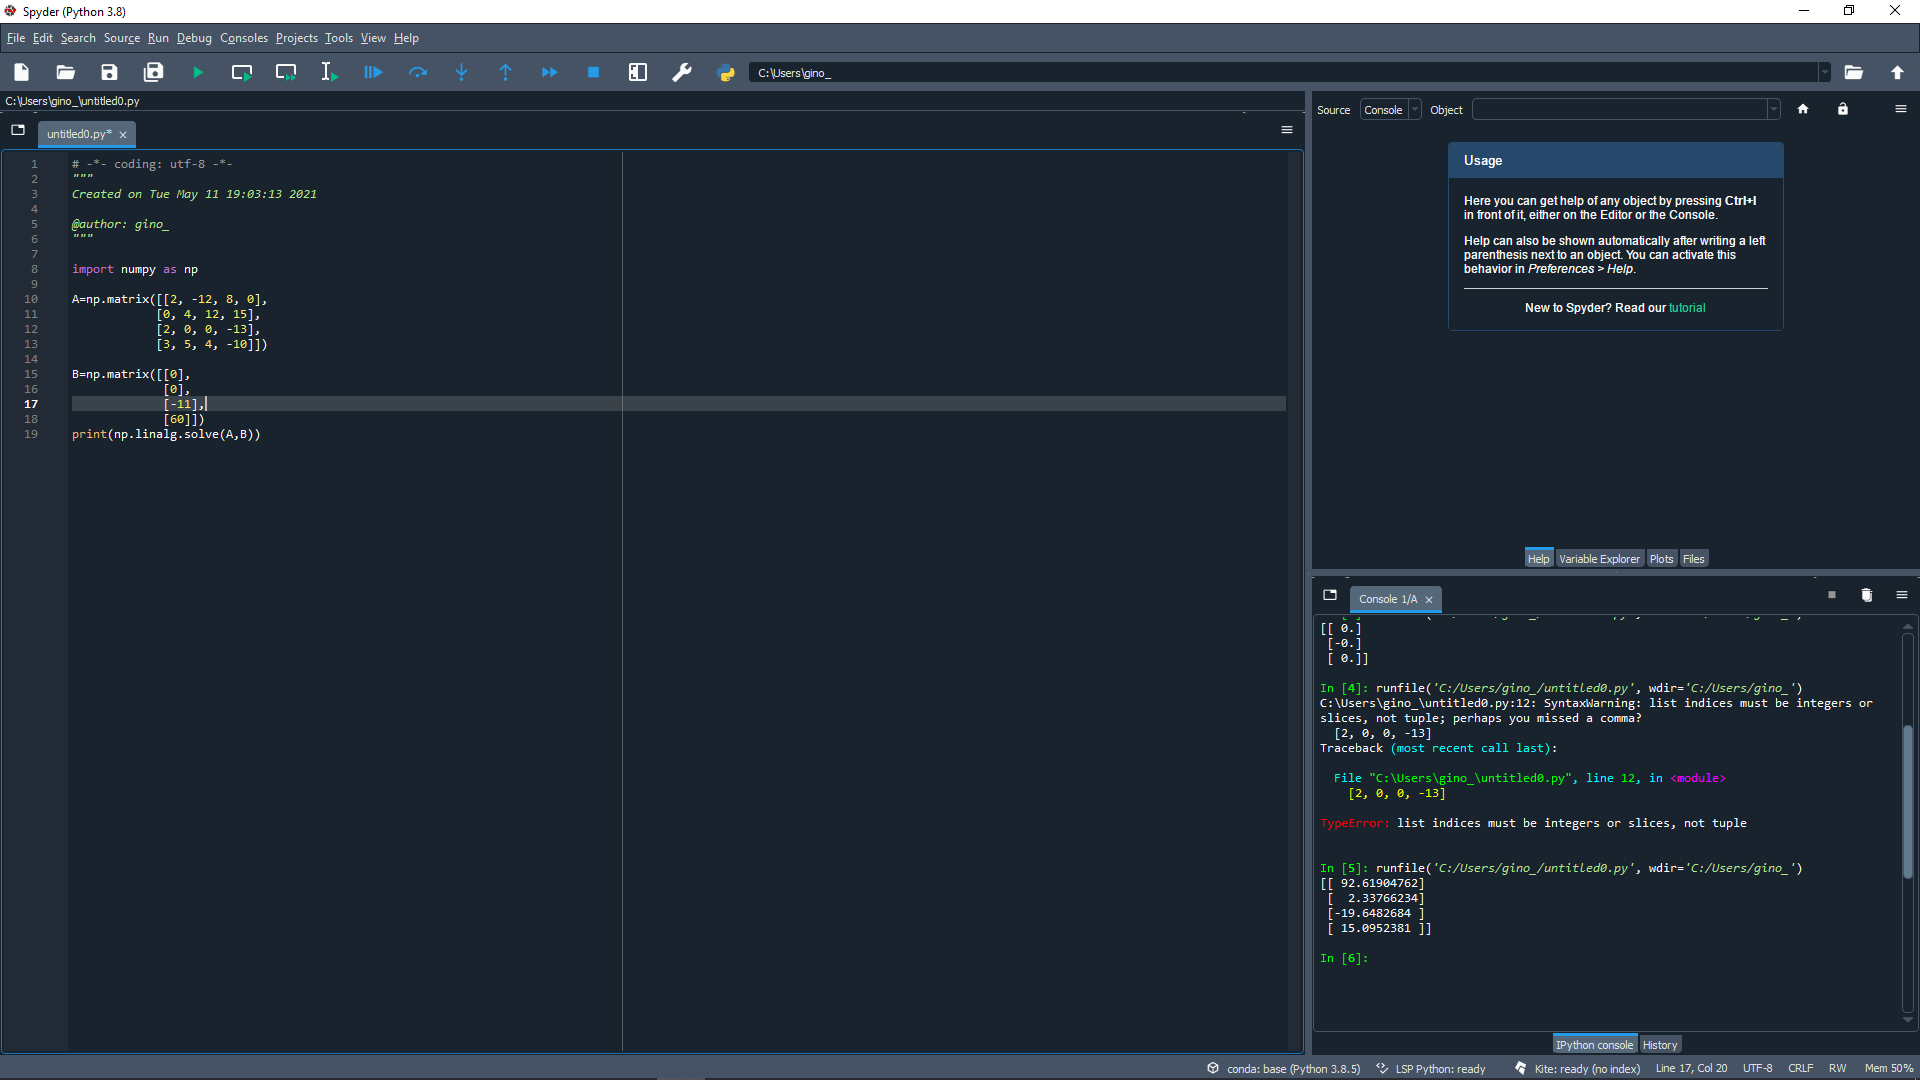 Spyder (Python 3.8)
File Edit Search Source Run Debug Consoles Projects Tools View Help
C:\Users\gino_
C:\Users\gino_\untitled0.py
untitled0.py*
1 # -*- coding: utf-8 -*-
2 """
3 Created on Tue May 11 19:03:13 2021
4
5 @author: gino_
6 """
7
8 import numpy as np
9
10 A=np.matrix([[2, -12, 8, 0],
11 [0, 4, 12, 15],
12 [2, 0, 0, -13],
13 [3, 5, 4, -10]])
14
15 B=np.matrix([[0],
16 [0],
17 [-11],
18 [60]])
19 print(np.linalg.solve(A,B))
Source Console Object
Usage
Here you can get help of any object by pressing Ctrl+I
in front of it, either on the Editor or the Console.
Help can also be shown automatically after writing a left
parenthesis next to an object. You can activate this
behavior in Preferences > Help.
New to Spyder? Read our tutorial
Help Variable Explorer Plots Files
Console 1/A
[[ 0.]
[-0.]
[ 0.]]
In [4]: runfile('C:/Users/gino_/untitled0.py', wdir='C:/Users/gino_')
C:\Users\gino_\untitled0.py:12: SyntaxWarning: list indices must be integers or
slices, not tuple; perhaps you missed a comma?
[2, 0, 0, -13]
Traceback (most recent call last):
File "C:\Users\gino_\untitled0.py", line 12, in <module>
[2, 0, 0, -13]
TypeError: list indices must be integers or slices, not tuple
In [5]: runfile('C:/Users/gino_/untitled0.py', wdir='C:/Users/gino_')
[[ 92.61904762]
[ 2.33766234]
[-19.6482684 ]
[ 15.0952381 ]]
In [6]:
IPython console History
conda: base (Python 3.8.5) LSP Python: ready Kite: ready (no index) Line 17, Col 20 UTF-8 CRLF RW Mem 50%